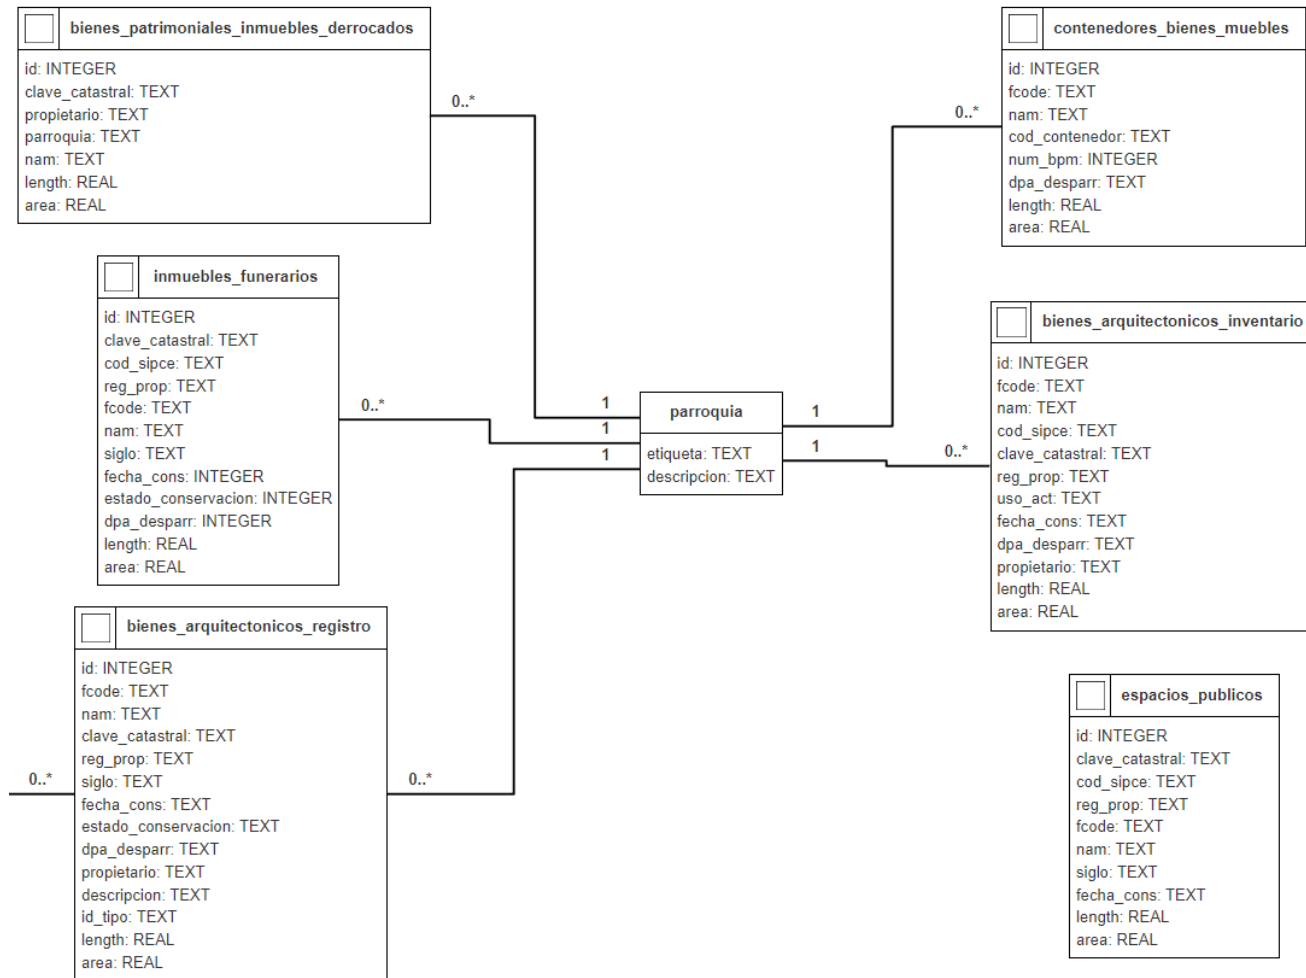 bienes_patrimoniales_inmuebles_derrocados
id: INTEGER
clave_catastral: TEXT
propietario: TEXT
parroquia: TEXT
nam: TEXT
length: REAL
area: REAL
0..*
contenedores_bienes_muebles
id: INTEGER
fcode: TEXT
nam: TEXT
cod_contenedor: TEXT
num_bpm: INTEGER
dpa_desparr: TEXT
length: REAL
area: REAL
0..*
inmuebles_funerarios
id: INTEGER
clave_catastral: TEXT
cod_sipce: TEXT
reg_prop: TEXT
fcode: TEXT
nam: TEXT
siglo: TEXT
fecha_cons: INTEGER
estado_conservacion: INTEGER
dpa_desparr: INTEGER
length: REAL
area: REAL
0..*
1
1
1
parroquia
etiqueta: TEXT
descripcion: TEXT
1
1
0..*
bienes_arquitectonicos_inventario
id: INTEGER
fcode: TEXT
nam: TEXT
cod_sipce: TEXT
clave_catastral: TEXT
reg_prop: TEXT
uso_act: TEXT
fecha_cons: TEXT
dpa_desparr: TEXT
propietario: TEXT
length: REAL
area: REAL
bienes_arquitectonicos_registro
id: INTEGER
fcode: TEXT
nam: TEXT
clave_catastral: TEXT
reg_prop: TEXT
siglo: TEXT
fecha_cons: TEXT
estado_conservacion: TEXT
dpa_desparr: TEXT
propietario: TEXT
descripcion: TEXT
id_tipo: TEXT
length: REAL
area: REAL
0..*
0..*
espacios_publicos
id: INTEGER
clave_catastral: TEXT
cod_sipce: TEXT
reg_prop: TEXT
fcode: TEXT
nam: TEXT
siglo: TEXT
fecha_cons: TEXT
length: REAL
area: REAL